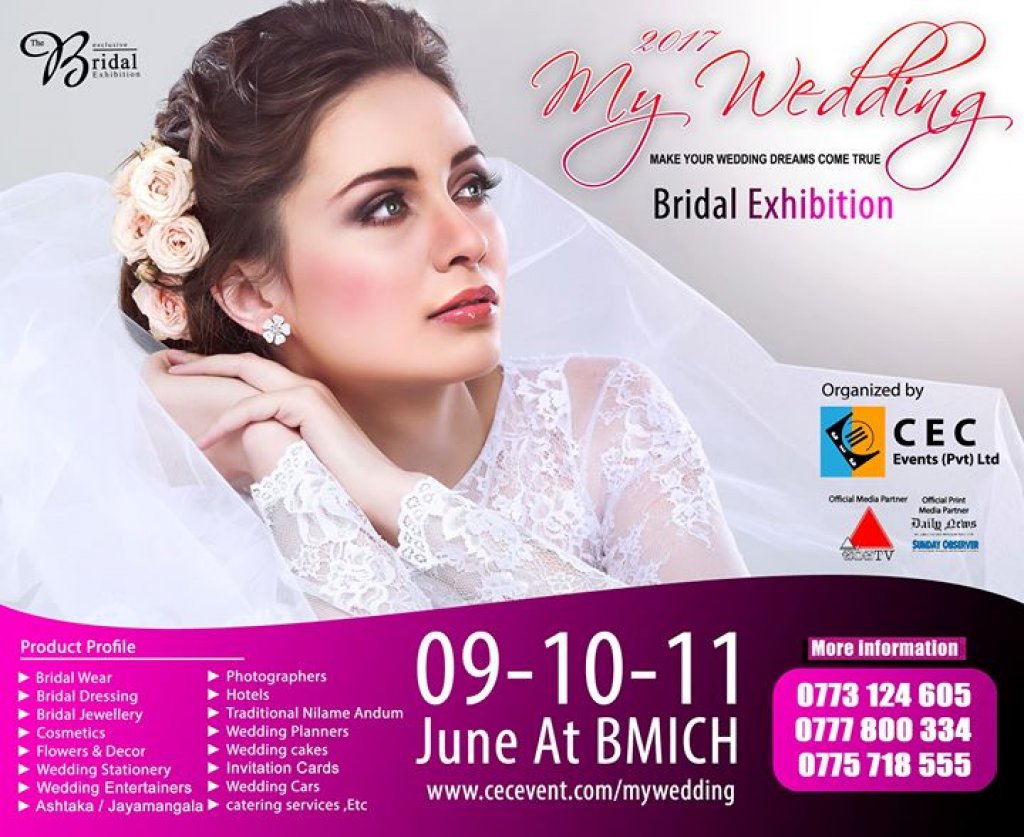 The
exclusive
Bridal
Exhibition
2017
My Wedding
MAKE YOUR WEDDING DREAMS COME TRUE
Bridal Exhibition
Organized by
CEC
Events (Pvt) Ltd
Official Media Partner
Official Print
Media Partner
Daily News
SUNDAY OBSERVER
TV
Product Profile
► Bridal Wear
► Bridal Dressing
► Bridal Jewellery
► Cosmetics
► Flowers & Decor
► Wedding Stationery
► Wedding Entertainers
► Ashtaka / Jayamangala
► Photographers
► Hotels
► Traditional Nilame Andum
► Wedding Planners
► Wedding cakes
► Invitation Cards
► Wedding Cars
► catering services ,Etc
09-10-11
June At BMICH
www.cecevent.com/mywedding
More Information
0773 124 605
0777 800 334
0775 718 555